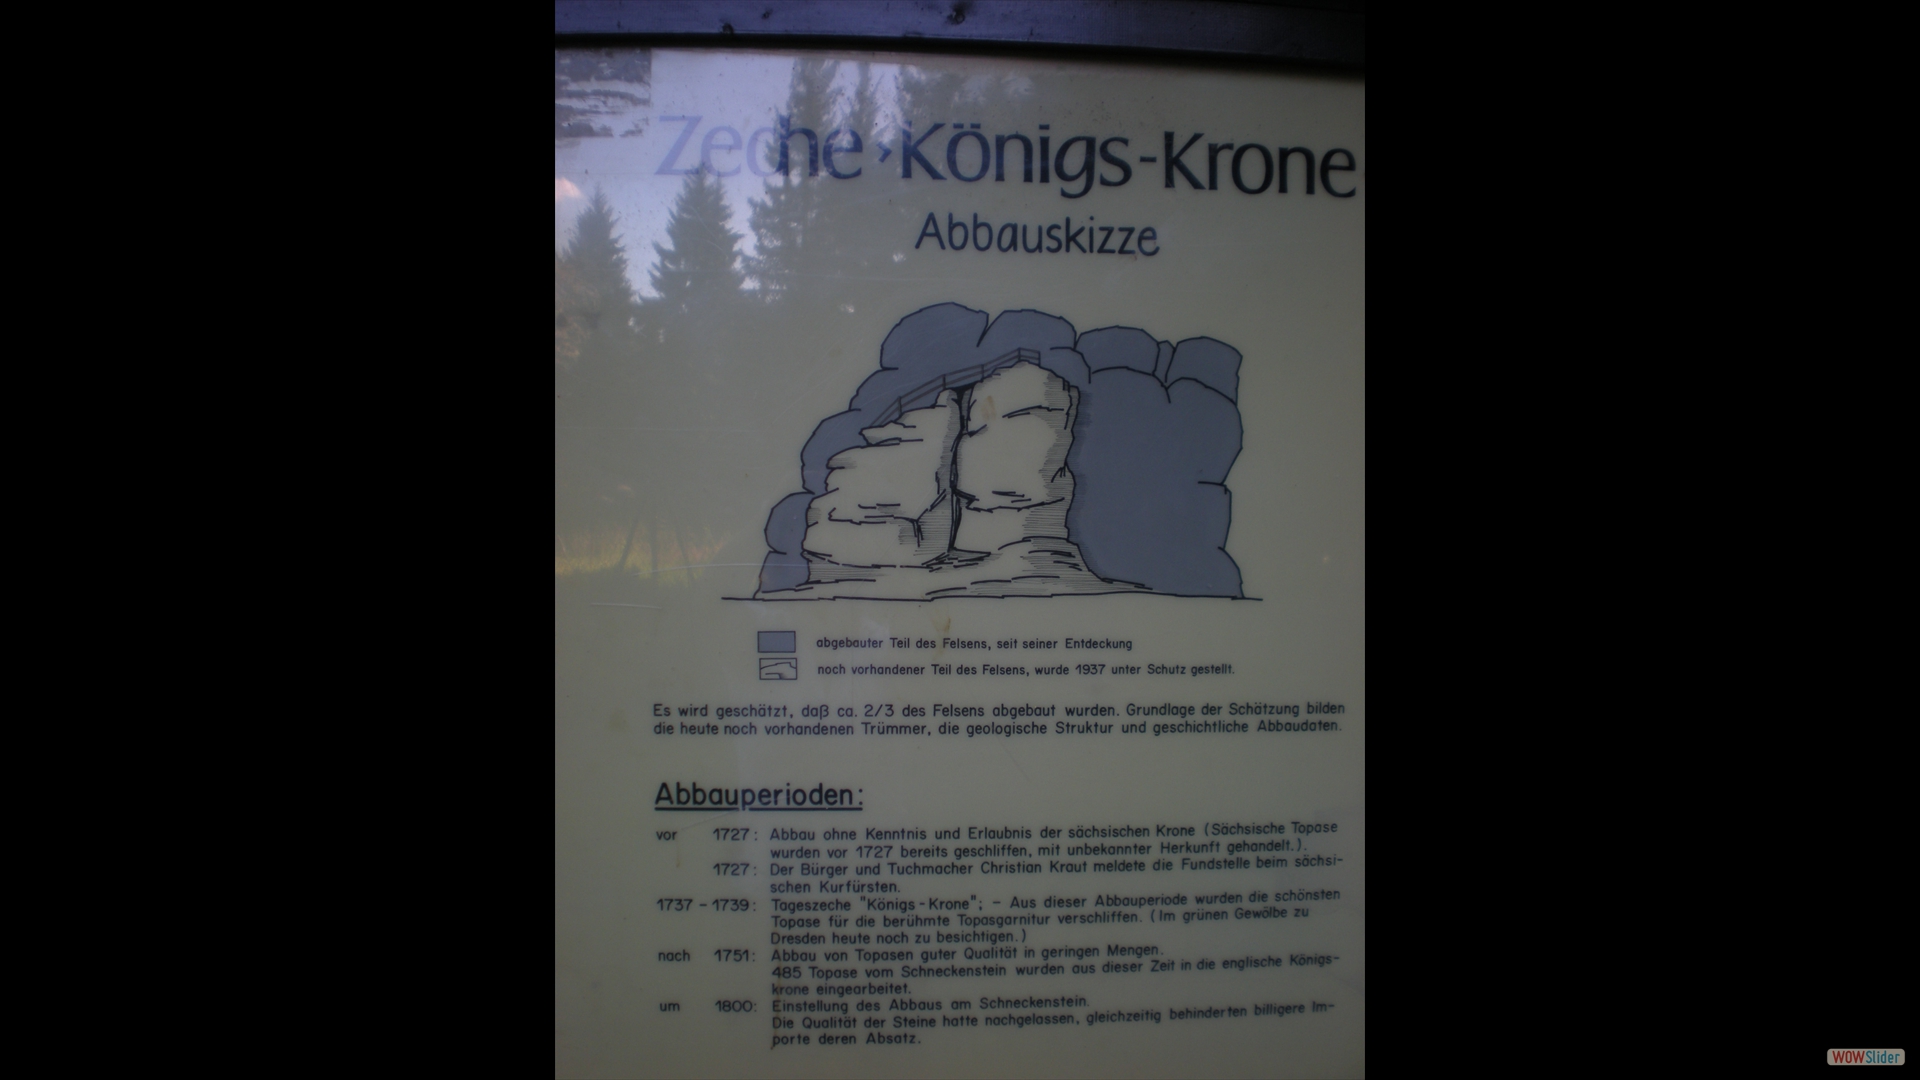 Zeche ›Königs-Krone
Abbauskizze
abgebauter Teil des Felsens, seit seiner Entdeckung
noch vorhandener Teil des Felsens, wurde 1937 unter Schutz gestellt.
Es wird geschätzt, daß ca. 2/3 des Felsens abgebaut wurden. Grundlage der Schätzung bilden
die heute noch vorhandenen Trümmer, die geologische Struktur und geschichtliche Abbaudaten.
Abbauperioden:
vor 1727: Abbau ohne Kenntnis und Erlaubnis der sächsischen Krone (Sächsische Topase
wurden vor 1727 bereits geschliffen, mit unbekannter Herkunft gehandelt.).
1727: Der Bürger und Tuchmacher Christian Kraut meldete die Fundstelle beim sächsi-
schen Kurfürsten.
1737 - 1739: Tageszeche "Königs-Krone"; - Aus dieser Abbauperiode wurden die schönsten
Topase für die berühmte Topasgarnitur verschliffen. (Im grünen Gewölbe zu
Dresden heute noch zu besichtigen.)
nach 1751: Abbau von Topasen guter Qualität in geringen Mengen.
485 Topase vom Schneckenstein wurden aus dieser Zeit in die englische Königs-
krone eingearbeitet.
um 1800: Einstellung des Abbaus am Schneckenstein.
Die Qualität der Steine hatte nachgelassen, gleichzeitig behinderten billigere Im-
porte deren Absatz.
WOWSlider